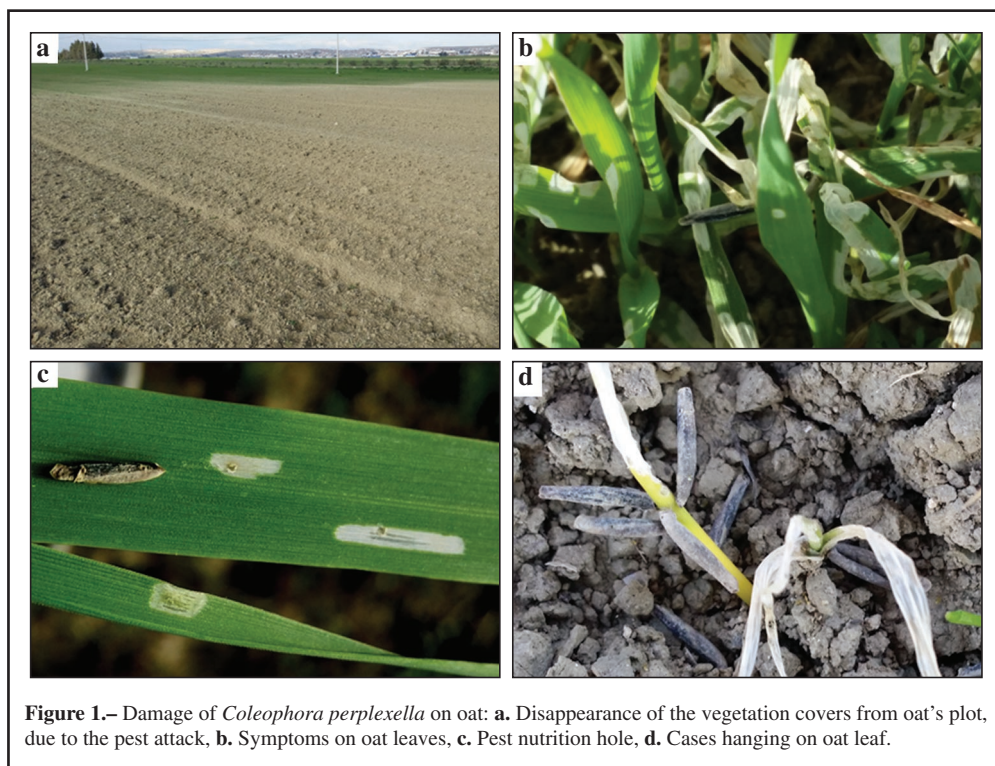 a
b
c
d
Figure 1.– Damage of Coleophora perplexella on oat: a. Disappearance of the vegetation covers from oat's plot,
due to the pest attack, b. Symptoms on oat leaves, c. Pest nutrition hole, d. Cases hanging on oat leaf.